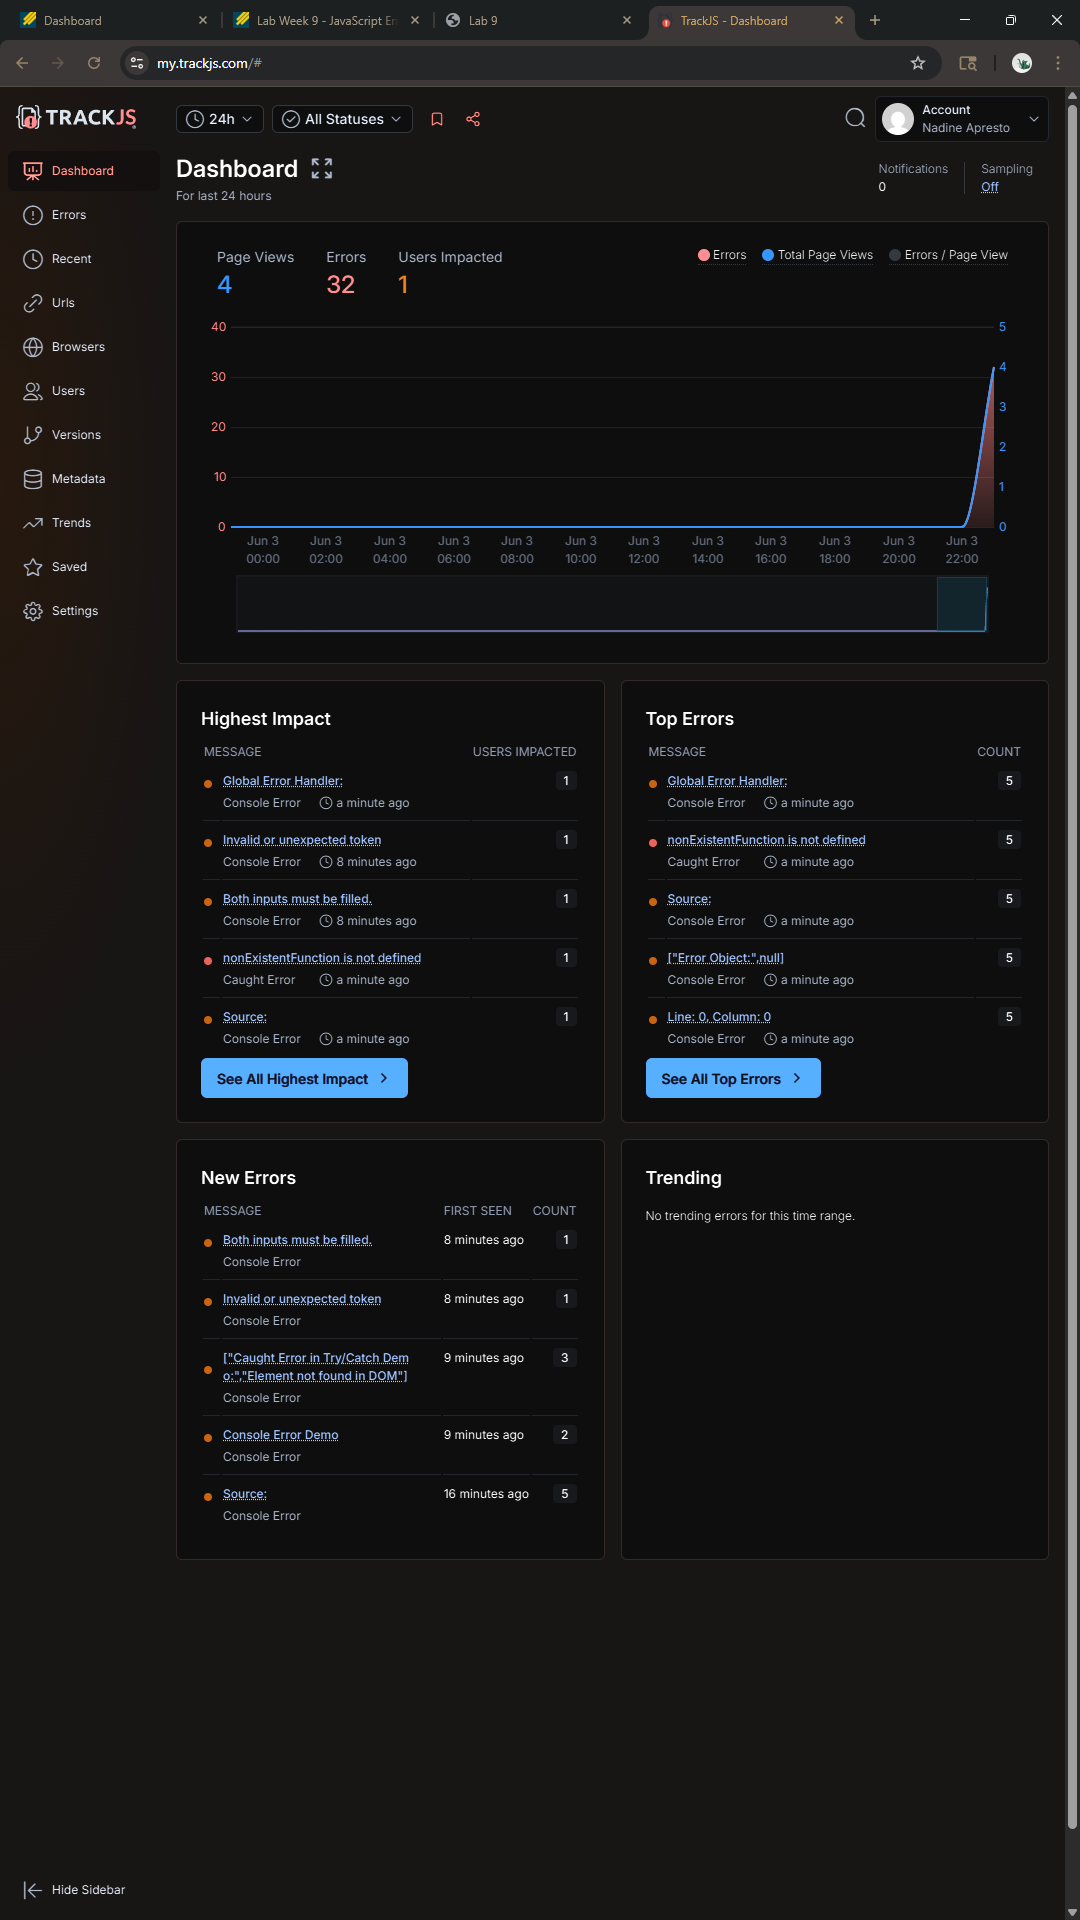 Dashboard
Lab Week 9 - JavaScript En
Lab 9
TrackJS - Dashboard
my.trackjs.com/#
TRACKJS
24h
All Statuses
Account
Nadine Apresto
Dashboard
Errors
Recent
Urls
Browsers
Users
Versions
Metadata
Trends
Saved
Settings
Hide Sidebar
Dashboard
For last 24 hours
Notifications
0
Sampling
Off
Page Views
4
Errors
32
Users Impacted
1
Errors
Total Page Views
Errors / Page View
40
30
20
10
0
5
4
3
2
1
0
Jun 3 00:00
Jun 3 02:00
Jun 3 04:00
Jun 3 06:00
Jun 3 08:00
Jun 3 10:00
Jun 3 12:00
Jun 3 14:00
Jun 3 16:00
Jun 3 18:00
Jun 3 20:00
Jun 3 22:00
Highest Impact
MESSAGE USERS IMPACTED
Global Error Handler: 1
Console Error a minute ago
Invalid or unexpected token 1
Console Error 8 minutes ago
Both inputs must be filled. 1
Console Error 8 minutes ago
nonExistentFunction is not defined 1
Caught Error a minute ago
Source: 1
Console Error a minute ago
See All Highest Impact
Top Errors
MESSAGE COUNT
Global Error Handler: 5
Console Error a minute ago
nonExistentFunction is not defined 5
Caught Error a minute ago
Source: 5
Console Error a minute ago
["Error Object:",null] 5
Console Error a minute ago
Line: 0, Column: 0 5
Console Error a minute ago
See All Top Errors
New Errors
MESSAGE FIRST SEEN COUNT
Both inputs must be filled. 8 minutes ago 1
Console Error
Invalid or unexpected token 8 minutes ago 1
Console Error
["Caught Error in Try/Catch Dem 9 minutes ago 3
o:","Element not found in DOM"]
Console Error
Console Error Demo 9 minutes ago 2
Console Error
Source: 16 minutes ago 5
Console Error
Trending
No trending errors for this time range.